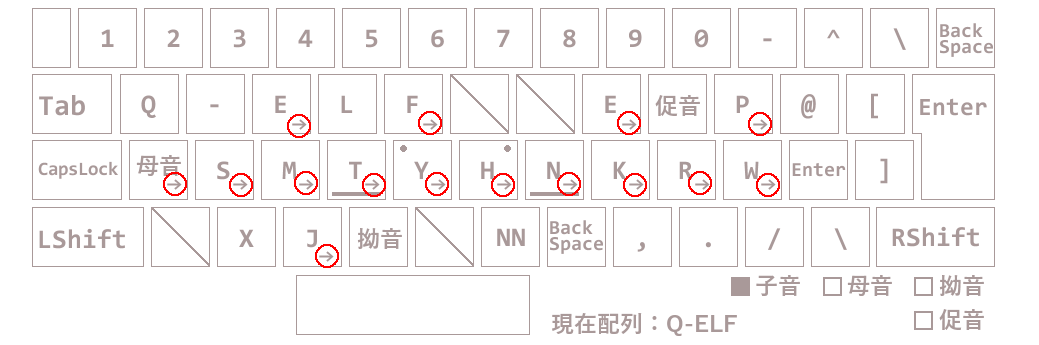 1 2 3 4 5 6 7 8 9 0 - ^ \ Back Space
Tab Q - E → L F → E → 促音 P → @ [ Enter
CapsLock 母音 → S → M → T → Y → H → N → K → R → W → Enter ]
LShift X J → 拗音 NN Back Space , . / \ RShift
■子音 □母音 □拗音
現在配列：Q-ELF □促音